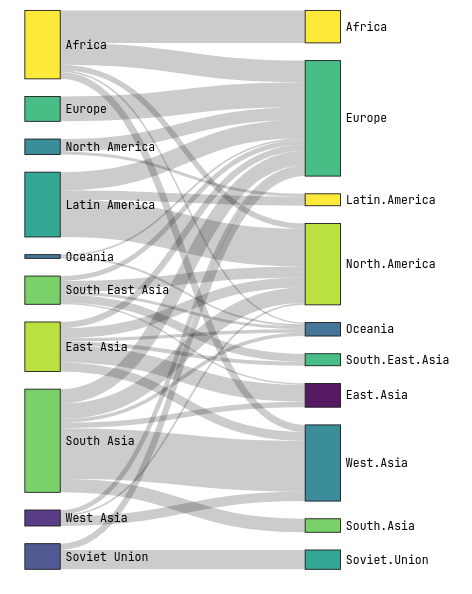 Africa
Europe
North America
Latin America
Oceania
South East Asia
East Asia
South Asia
West Asia
Soviet Union
Africa
Europe
Latin.America
North.America
Oceania
South.East.Asia
East.Asia
West.Asia
South.Asia
Soviet.Union